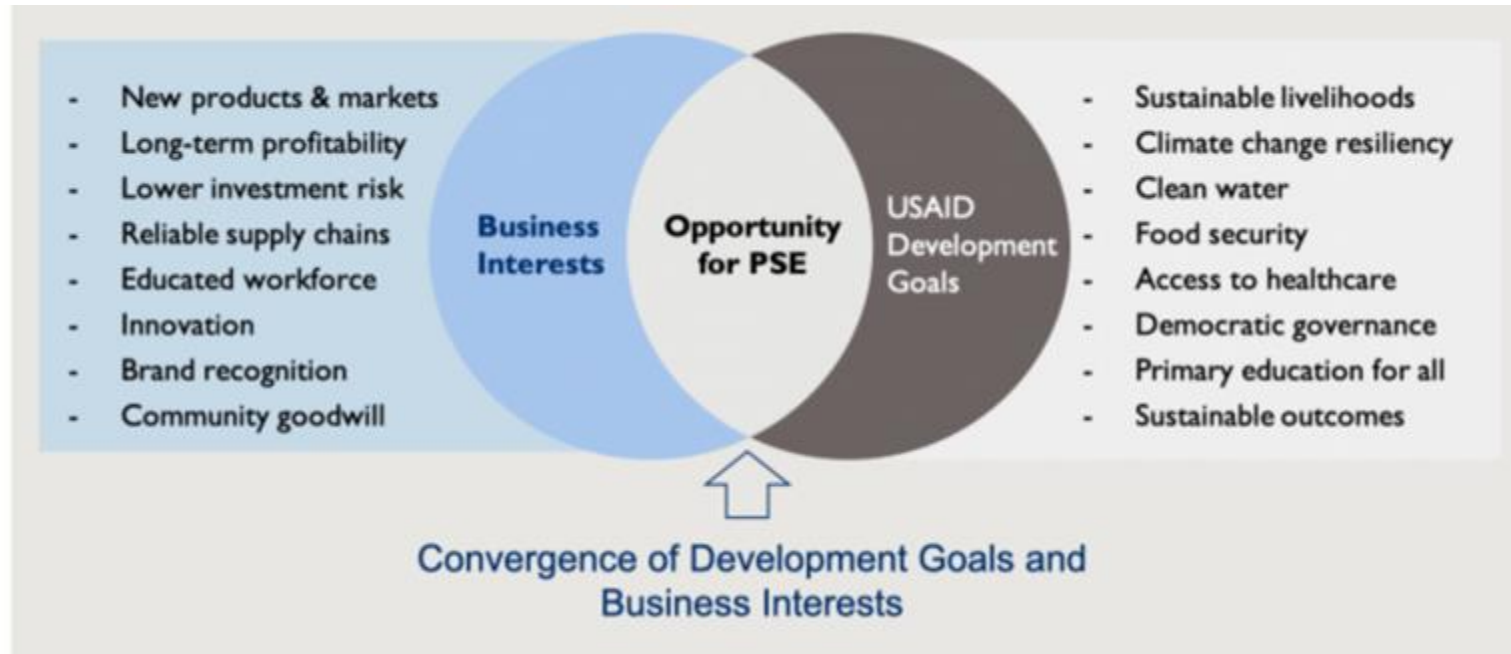 - New products & markets
- Long-term profitability
- Lower investment risk
- Reliable supply chains
- Educated workforce
- Innovation
- Brand recognition
- Community goodwill
Business
Interests
Opportunity
for PSE
USAID
Development
Goals
- Sustainable livelihoods
- Climate change resiliency
- Clean water
- Food security
- Access to healthcare
- Democratic governance
- Primary education for all
- Sustainable outcomes
Convergence of Development Goals and
Business Interests